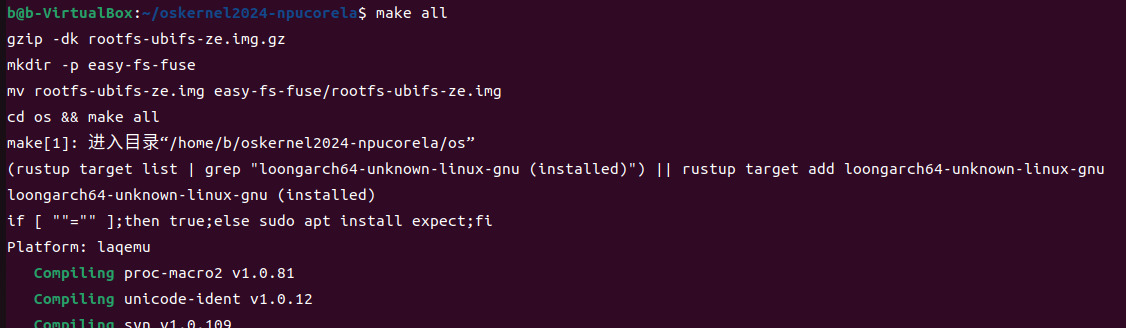 b@b-VirtualBox:~/oskernel2024-npucorela$ make all
gzip -dk rootfs-ubifs-ze.img.gz
mkdir -p easy-fs-fuse
mv rootfs-ubifs-ze.img easy-fs-fuse/rootfs-ubifs-ze.img
cd os && make all
make[1]: 进入目录“/home/b/oskernel2024-npucorela/os”
(rustup target list | grep "loongarch64-unknown-linux-gnu (installed)") || rustup target add loongarch64-unknown-linux-gnu
loongarch64-unknown-linux-gnu (installed)
if [ ""="" ];then true;else sudo apt install expect;fi
Platform: laqemu
   Compiling proc-macro2 v1.0.81
   Compiling unicode-ident v1.0.12
   Compiling syn v1.0.109